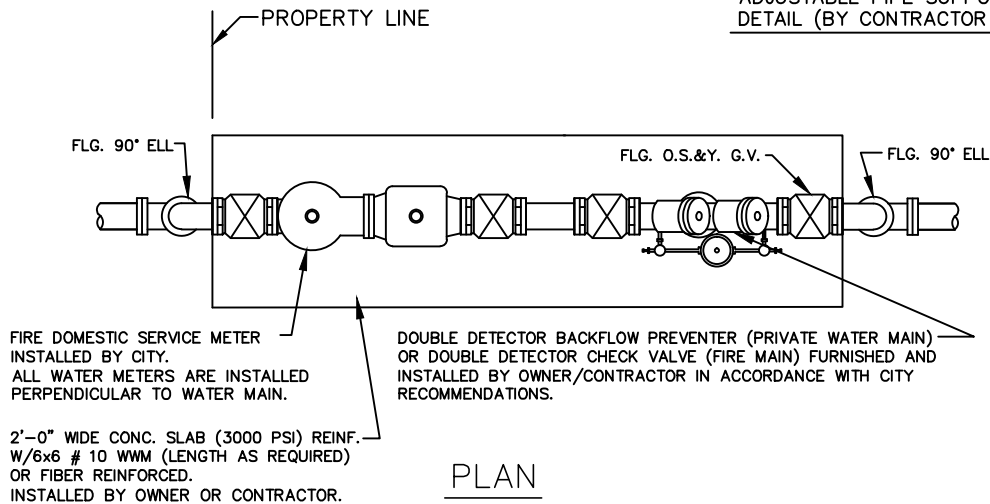 PROPERTY LINE
DETAIL (BY CONTRACTOR
FLG. 90° ELL
FLG. O.S.&Y. G.V.
FLG. 90° ELL
FIRE DOMESTIC SERVICE METER
INSTALLED BY CITY.
ALL WATER METERS ARE INSTALLED
PERPENDICULAR TO WATER MAIN.
DOUBLE DETECTOR BACKFLOW PREVENTER (PRIVATE WATER MAIN)
OR DOUBLE DETECTOR CHECK VALVE (FIRE MAIN) FURNISHED AND
INSTALLED BY OWNER/CONTRACTOR IN ACCORDANCE WITH CITY
RECOMMENDATIONS.
2'-0" WIDE CONC. SLAB (3000 PSI) REINF.
W/6x6 # 10 WWM (LENGTH AS REQUIRED)
OR FIBER REINFORCED.
INSTALLED BY OWNER OR CONTRACTOR.
PLAN